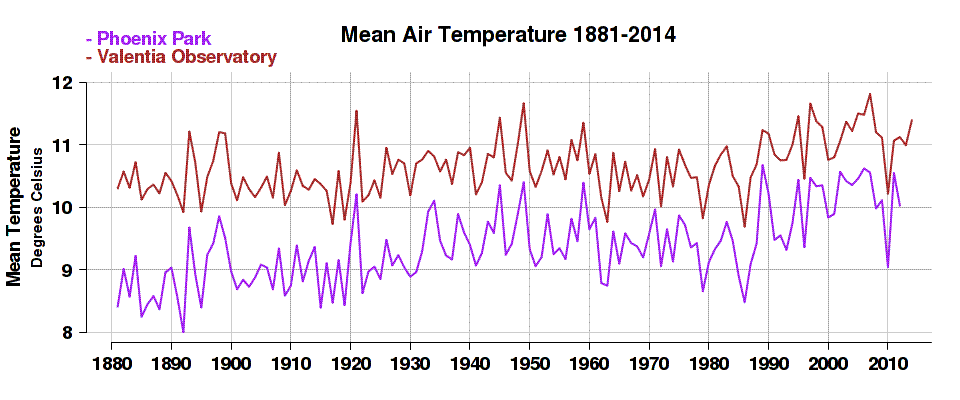 Mean Air Temperature 1881-2014
- Phoenix Park
- Valentia Observatory
Mean Temperature
Degrees Celsius
12
11
10
9
8
1880 1890 1900 1910 1920 1930 1940 1950 1960 1970 1980 1990 2000 2010